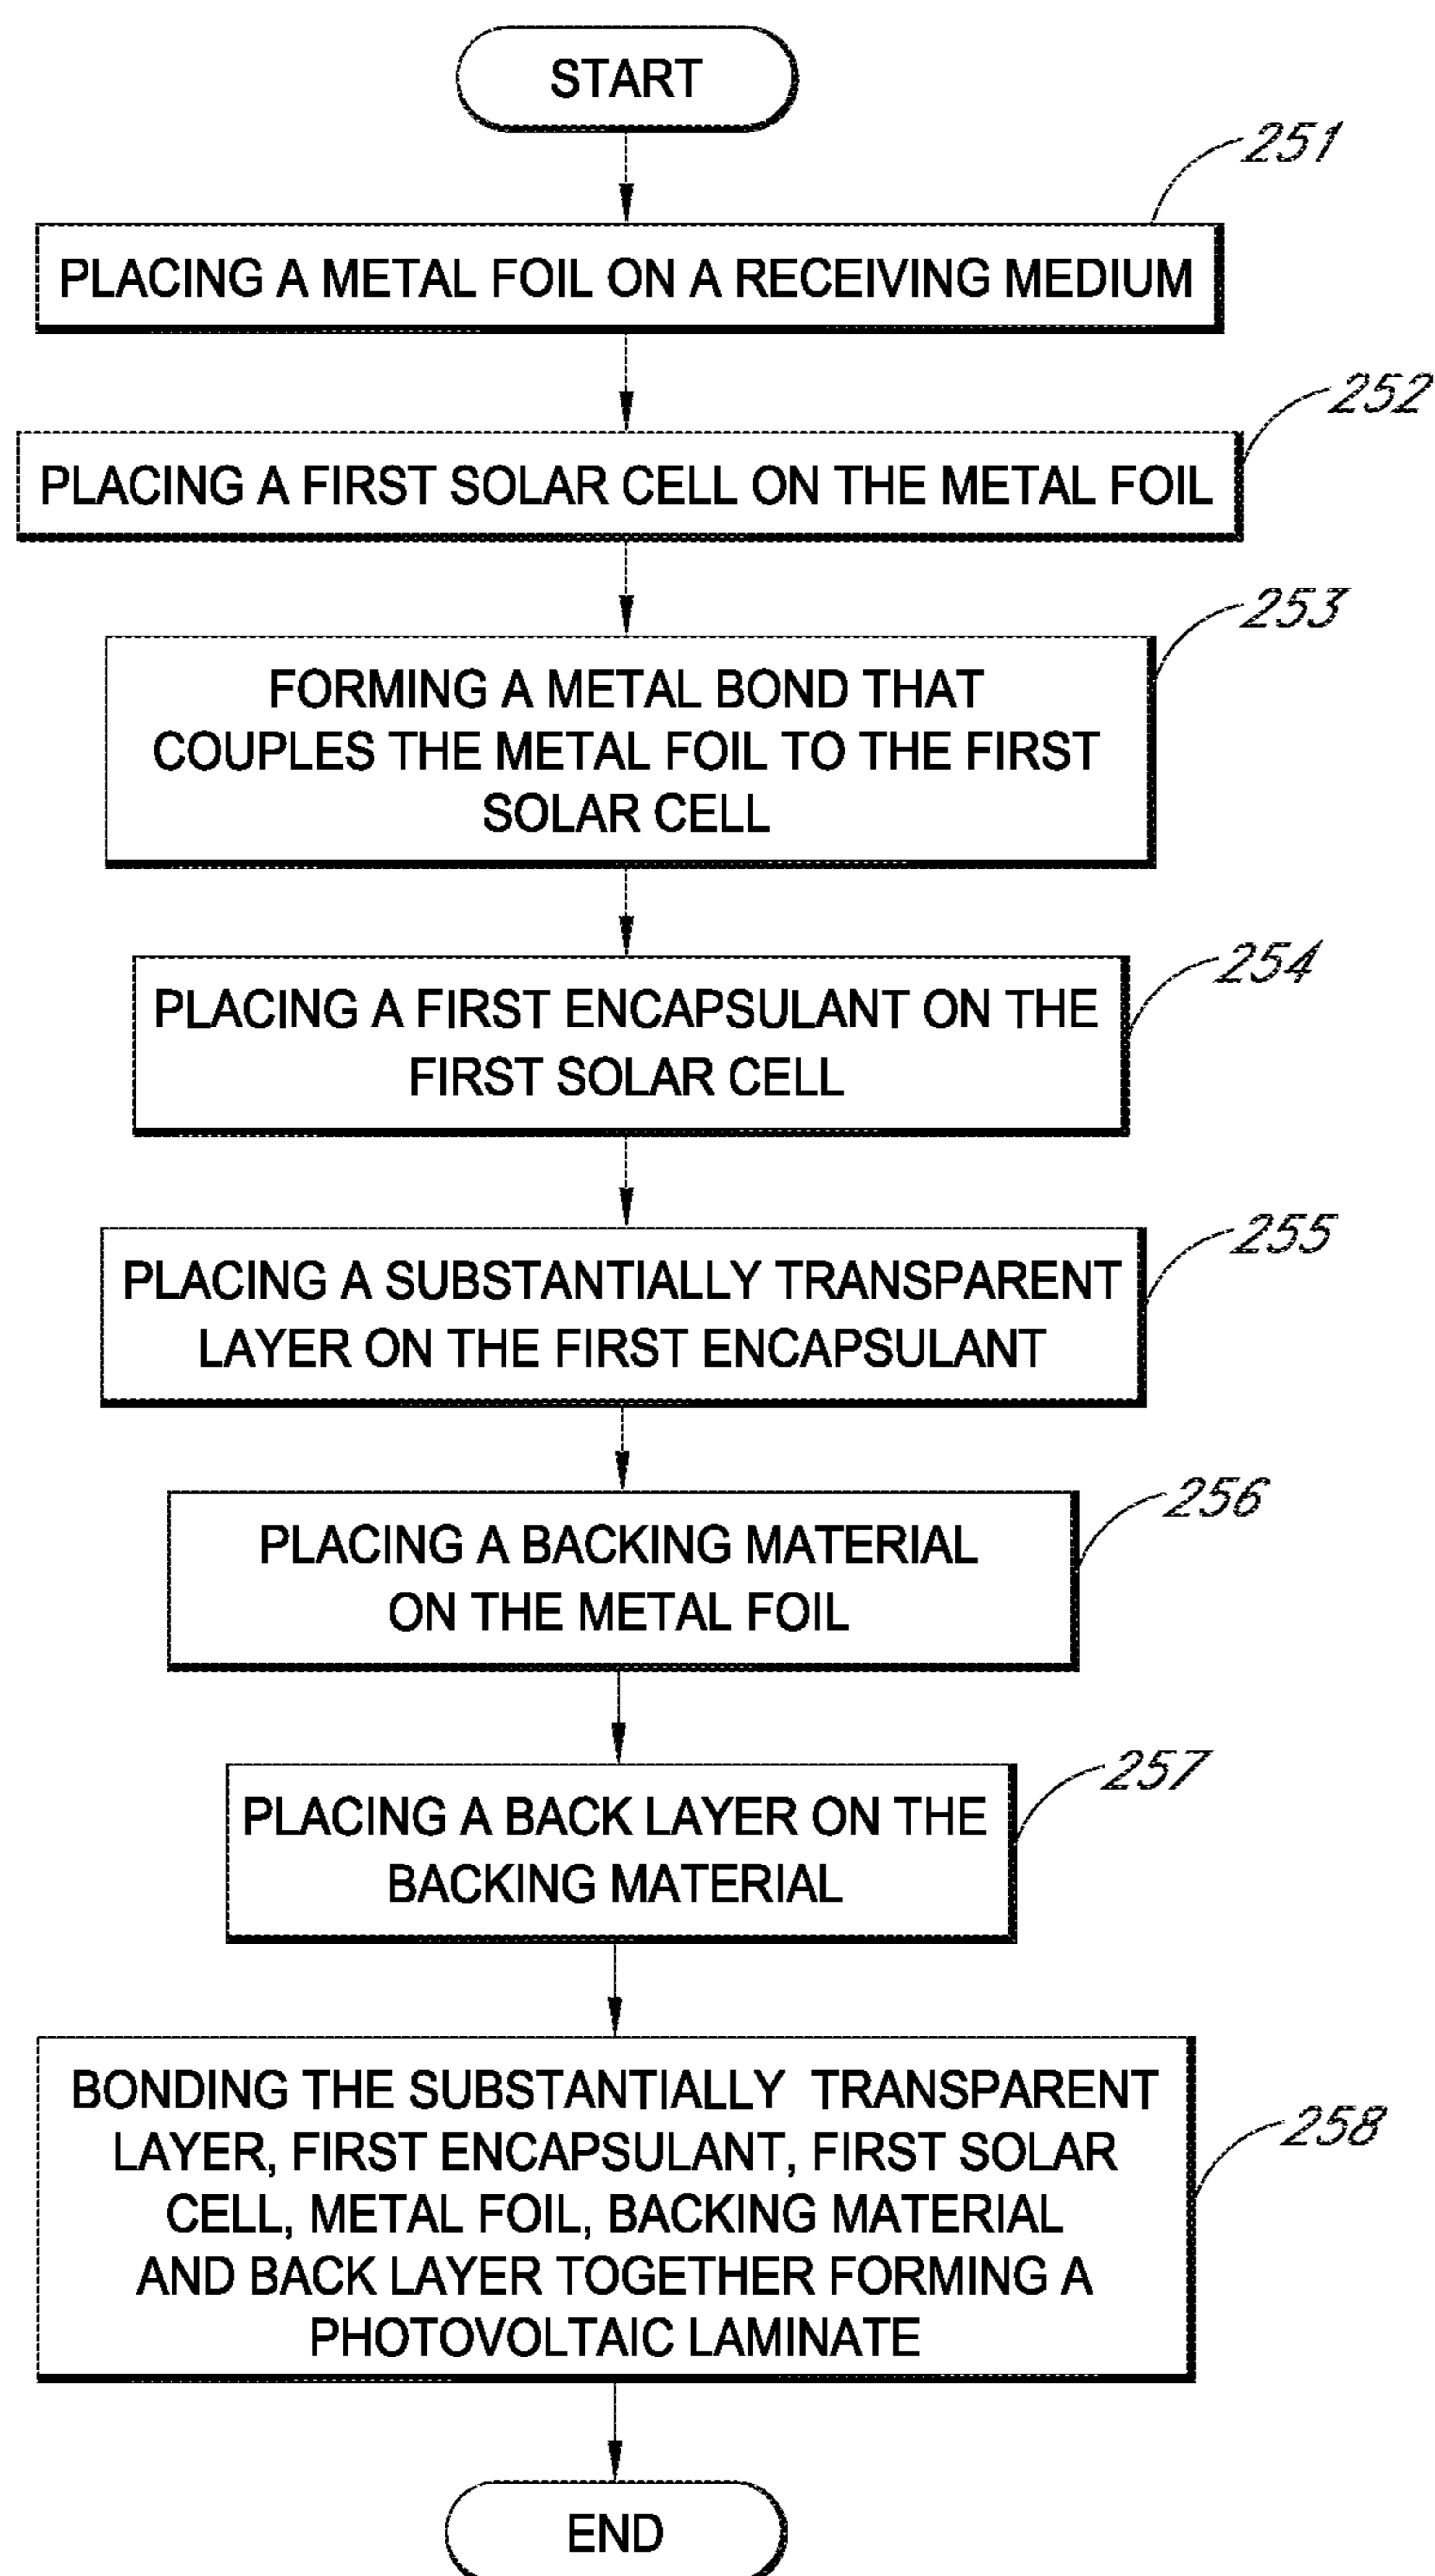 START
251
PLACING A METAL FOIL ON A RECEIVING MEDIUM
252
PLACING A FIRST SOLAR CELL ON THE METAL FOIL
253
FORMING A METAL BOND THAT
COUPLES THE METAL FOIL TO THE FIRST
SOLAR CELL
254
PLACING A FIRST ENCAPSULANT ON THE
FIRST SOLAR CELL
255
PLACING A SUBSTANTIALLY TRANSPARENT
LAYER ON THE FIRST ENCAPSULANT
256
PLACING A BACKING MATERIAL
ON THE METAL FOIL
257
PLACING A BACK LAYER ON THE
BACKING MATERIAL
258
BONDING THE SUBSTANTIALLY TRANSPARENT
LAYER, FIRST ENCAPSULANT, FIRST SOLAR
CELL, METAL FOIL, BACKING MATERIAL
AND BACK LAYER TOGETHER FORMING A
PHOTOVOLTAIC LAMINATE
END